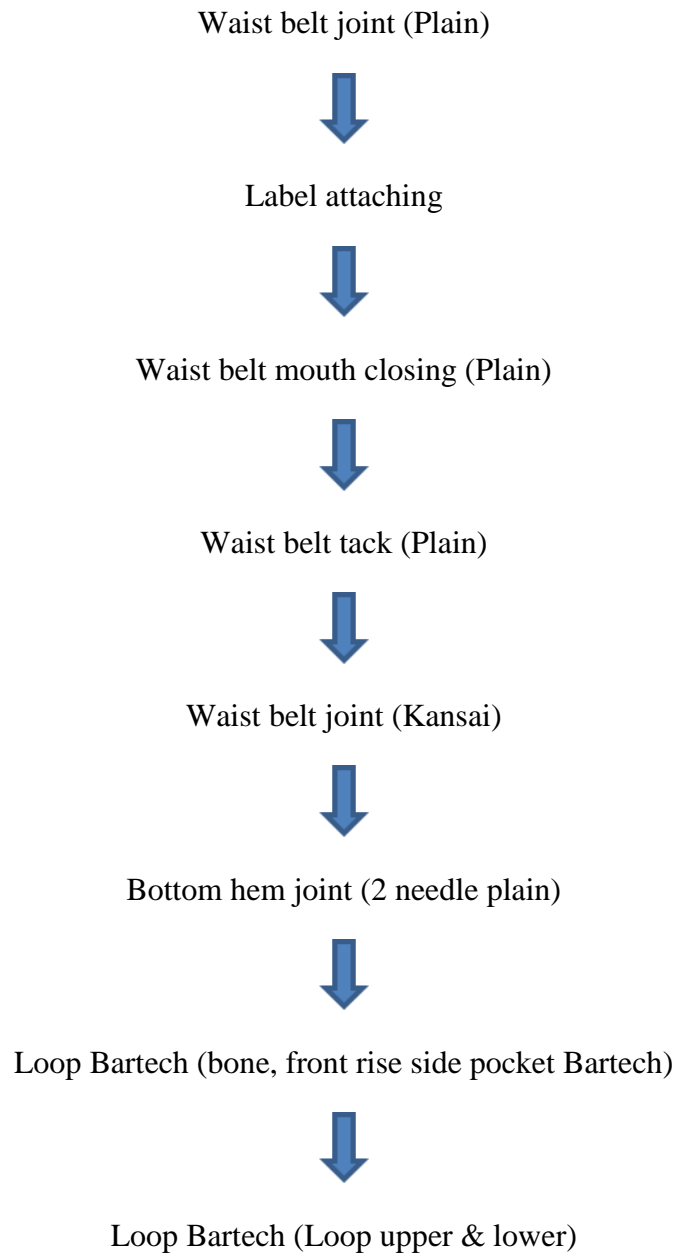 Waist belt joint (Plain)
Label attaching
Waist belt mouth closing (Plain)
Waist belt tack (Plain)
Waist belt joint (Kansai)
Bottom hem joint (2 needle plain)
Loop Bartech (bone, front rise side pocket Bartech)
Loop Bartech (Loop upper & lower)